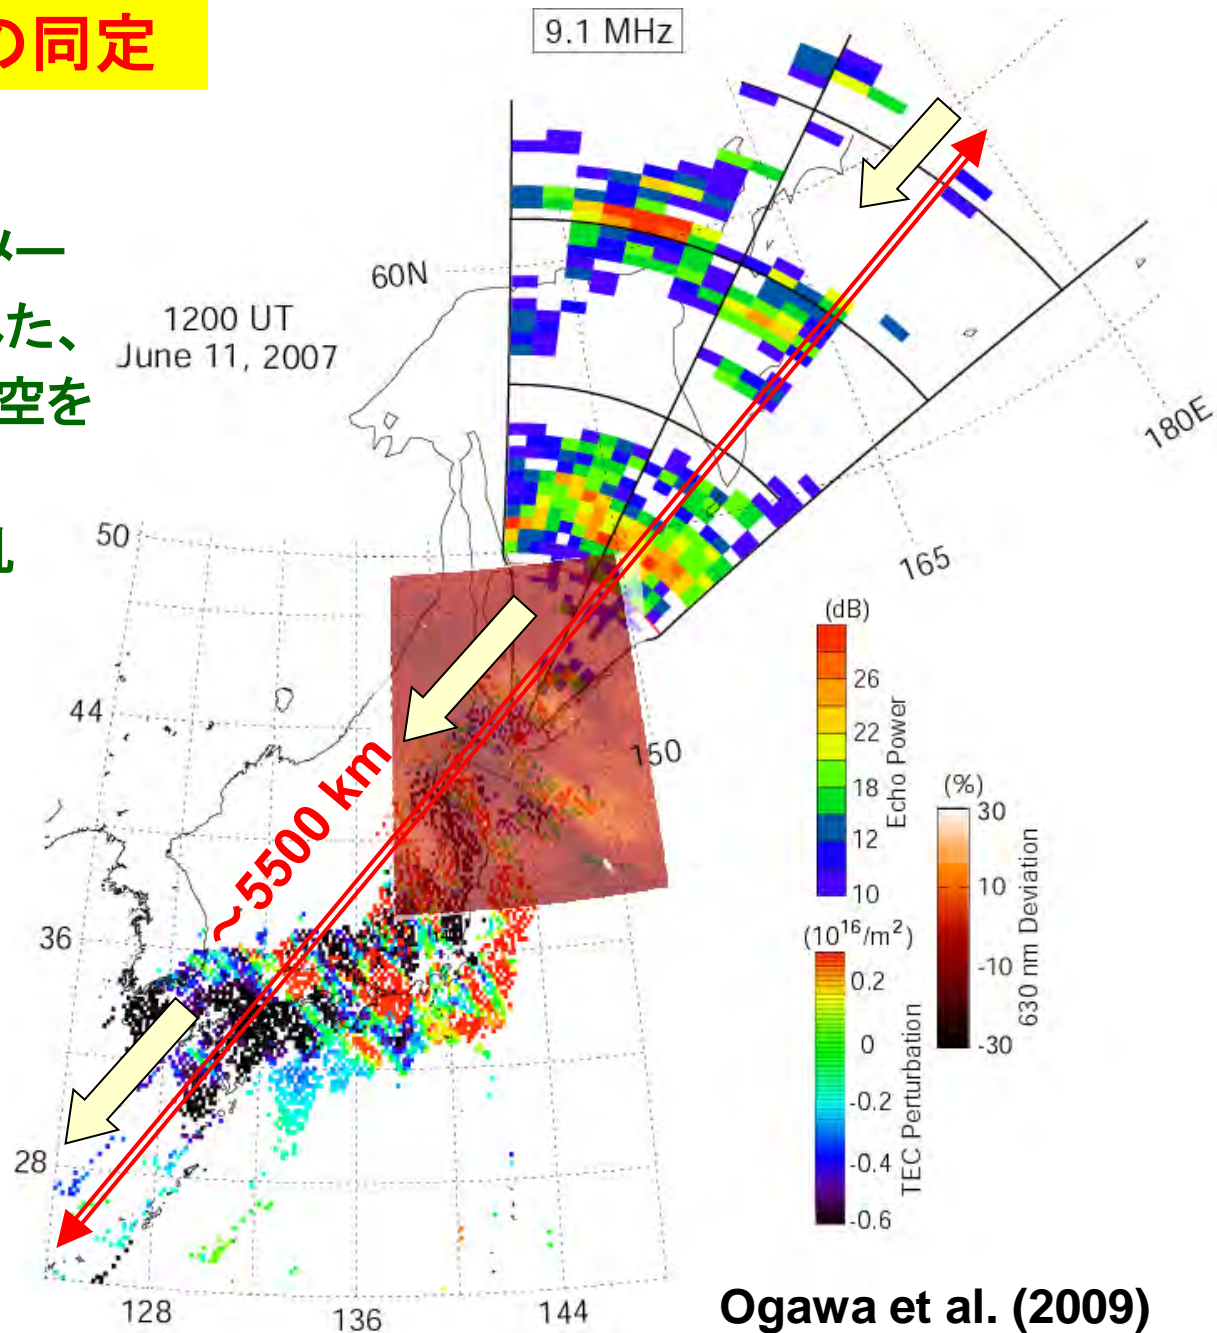 の同定
9.1 MHz
メー
た、
空を
1200 UT
June 11, 2007
60N
180E
165
150
50
44
36
28
128
136
144
~5500 km
(dB)
26
22
18
12
10
Echo Power
(%)
30
10
-10
-30
630 nm Deviation
(10¹⁶/m²)
0.2
0
-0.2
-0.4
-0.6
TEC Perturbation
Ogawa et al. (2009)